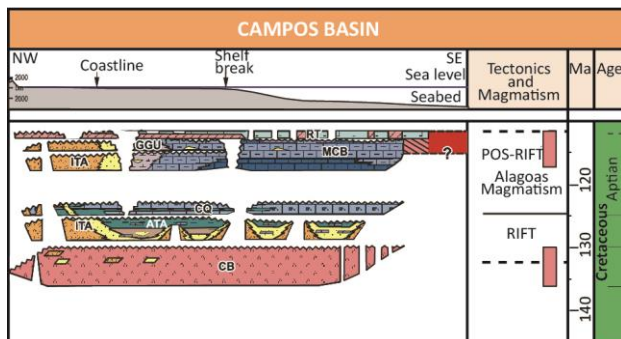 CAMPOS BASIN
NW
Coastline
Shelf
break
SE
Sea level
Seabed
2000
2000
Tectonics
and
Magmatism
Ma
Age
RT
GGU
MCB
ITA
?
POS-RIFT
Alagoas
Magmatism
120
Aptian
CQ
ITA
ATA
RIFT
130
Cretaceous
CB
140